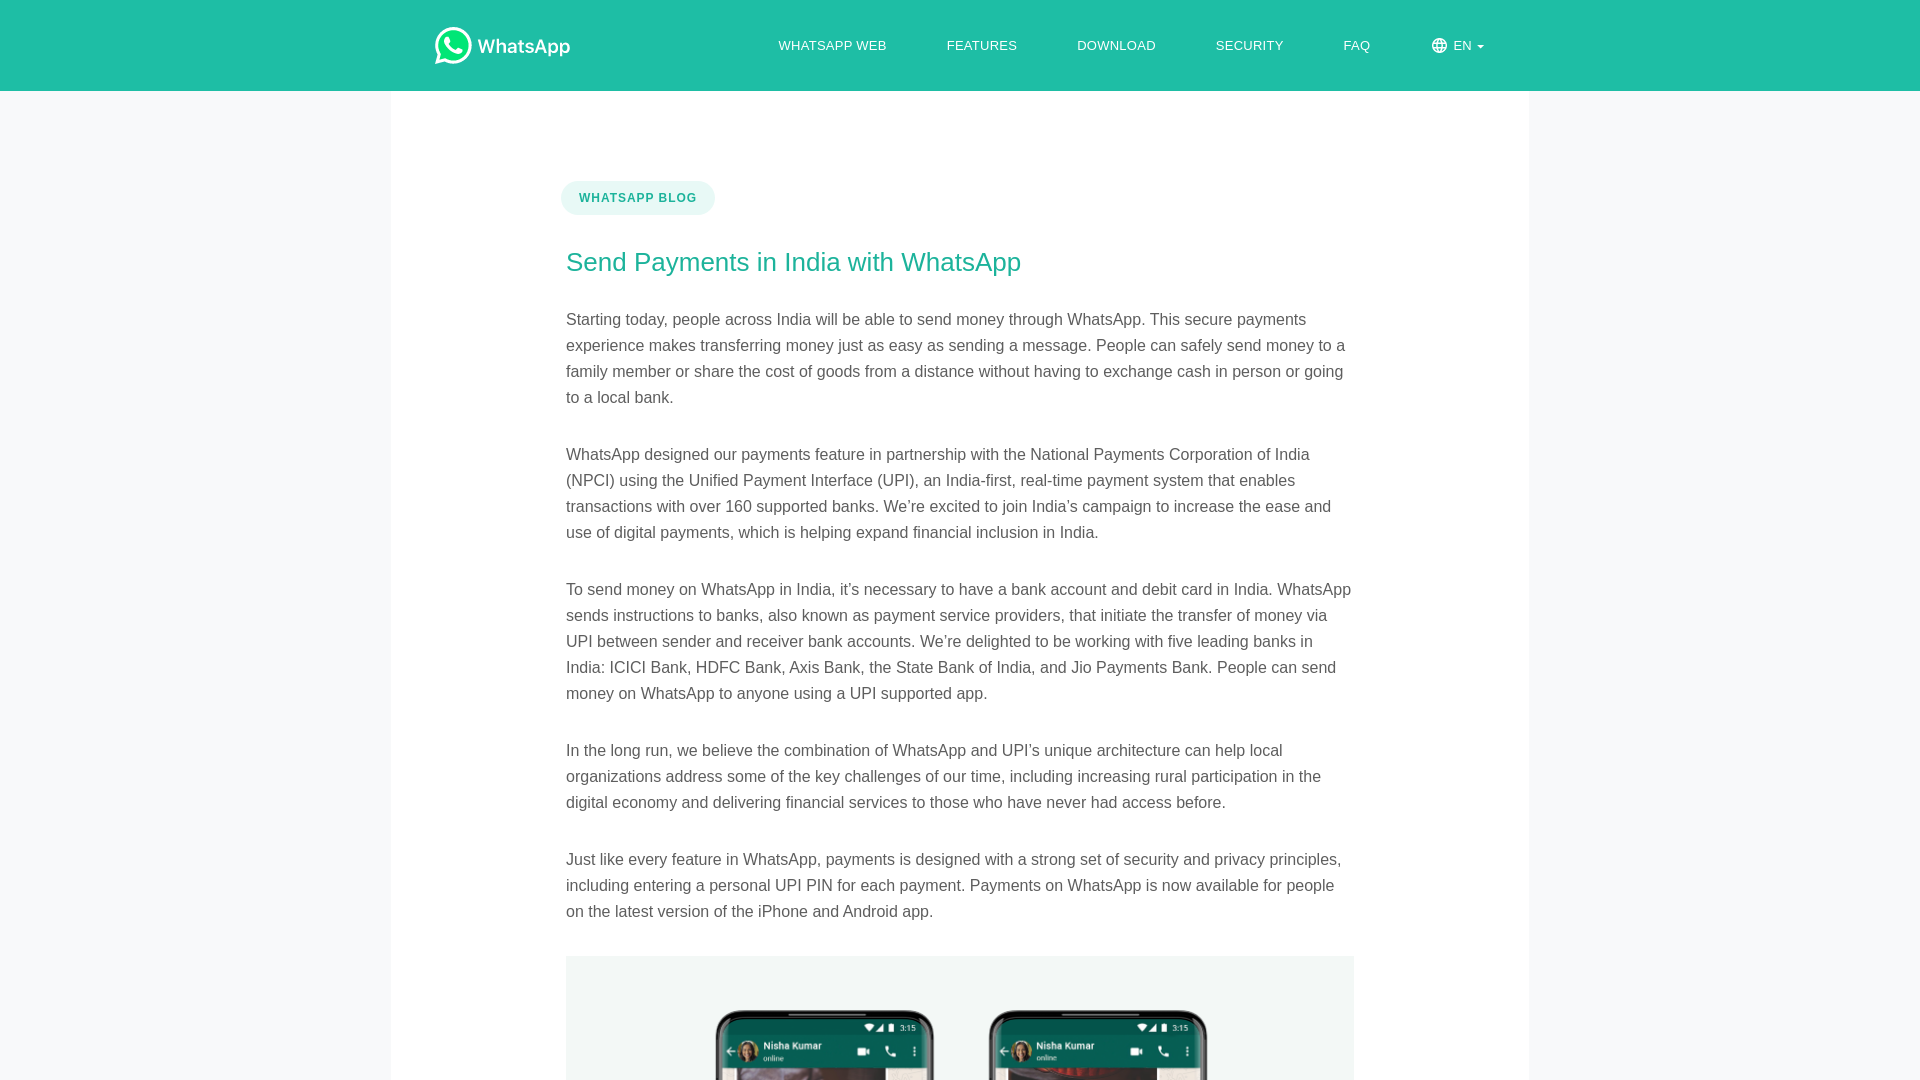 WhatsApp
WHATSAPP WEB
FEATURES
DOWNLOAD
SECURITY
FAQ
EN
WHATSAPP BLOG
Send Payments in India with WhatsApp
Starting today, people across India will be able to send money through WhatsApp. This secure payments
experience makes transferring money just as easy as sending a message. People can safely send money to a
family member or share the cost of goods from a distance without having to exchange cash in person or going
to a local bank.
WhatsApp designed our payments feature in partnership with the National Payments Corporation of India
(NPCI) using the Unified Payment Interface (UPI), an India-first, real-time payment system that enables
transactions with over 160 supported banks. We’re excited to join India’s campaign to increase the ease and
use of digital payments, which is helping expand financial inclusion in India.
To send money on WhatsApp in India, it’s necessary to have a bank account and debit card in India. WhatsApp
sends instructions to banks, also known as payment service providers, that initiate the transfer of money via
UPI between sender and receiver bank accounts. We’re delighted to be working with five leading banks in
India: ICICI Bank, HDFC Bank, Axis Bank, the State Bank of India, and Jio Payments Bank. People can send
money on WhatsApp to anyone using a UPI supported app.
In the long run, we believe the combination of WhatsApp and UPI’s unique architecture can help local
organizations address some of the key challenges of our time, including increasing rural participation in the
digital economy and delivering financial services to those who have never had access before.
Just like every feature in WhatsApp, payments is designed with a strong set of security and privacy principles,
including entering a personal UPI PIN for each payment. Payments on WhatsApp is now available for people
on the latest version of the iPhone and Android app.
3:15
Nisha Kumar
online
3:15
Nisha Kumar
online